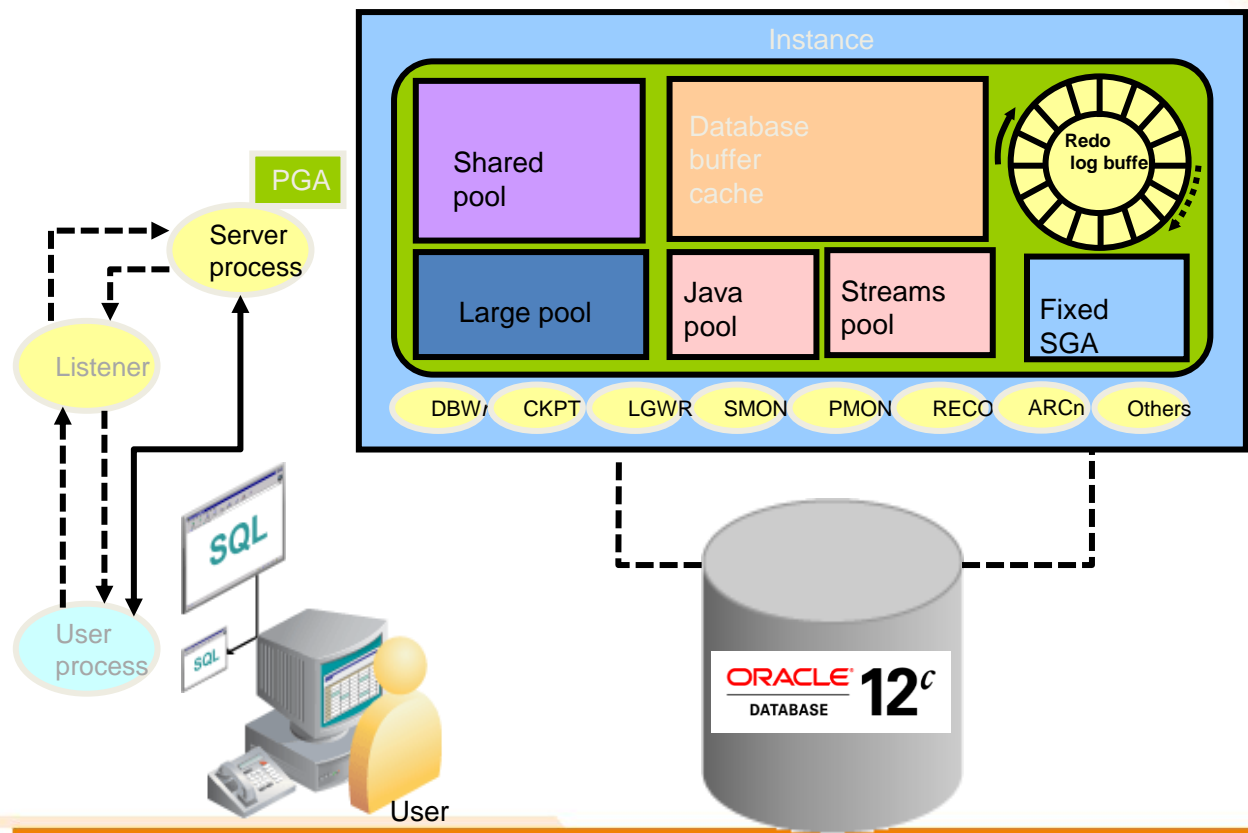 Instance
Shared
pool
Database
buffer
cache
Redo
log buffe
PGA
Server
process
Large pool
Java
pool
Streams
pool
Fixed
SGA
Listener
DBW
CKPT
LGWR
SMON
PMON
RECO
ARCn
Others
SQL
SQL
User
process
User
ORACLE
DATABASE
12c